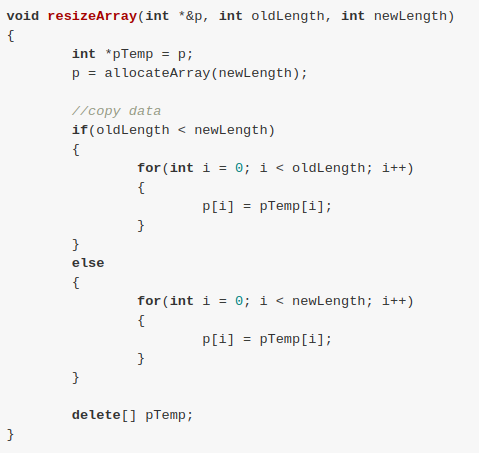 void resizeArray(int *&p, int oldLength, int newLength)
{
        int *pTemp = p;
        p = allocateArray(newLength);

        //copy data
        if(oldLength < newLength)
        {
                for(int i = 0; i < oldLength; i++)
                {
                        p[i] = pTemp[i];
                }
        }
        else
        {
                for(int i = 0; i < newLength; i++)
                {
                        p[i] = pTemp[i];
                }
        }

        delete[] pTemp;
}